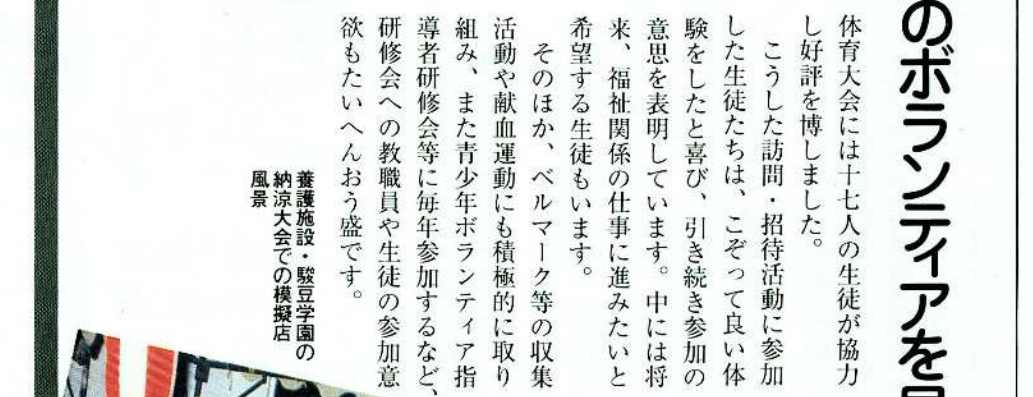 のボランティアを
体育大会には十七人の生徒が協力
し好評を博しました。
こうした訪問・招待活動に参加
した生徒たちは、こぞって良い体
験をしたと喜び、引き続き参加の
意思を表明しています。中には将
来、福祉関係の仕事に進みたいと
希望する生徒もいます。
そのほか、ベルマーク等の収集
活動や献血運動にも積極的に取り
組み、また青少年ボランティア指
導者研修会等に毎年参加するなど、
研修会への教職員や生徒の参加意
欲もたいへんおう盛です。
養護施設・駿豆学園の
納涼大会での模擬店
風景